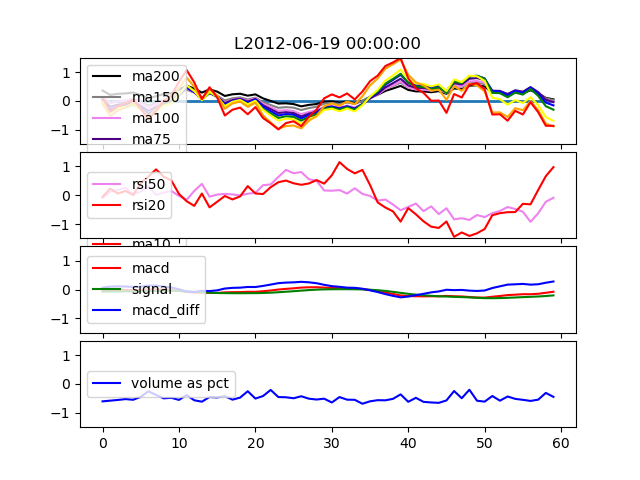 L2012-06-19 00:00:00
1
0
−1
ma200
ma150
ma100
ma75
1
0
−1
rsi50
rsi20
ma10
1
0
−1
macd
signal
macd_diff
1
0
−1
volume as pct
0 10 20 30 40 50 60